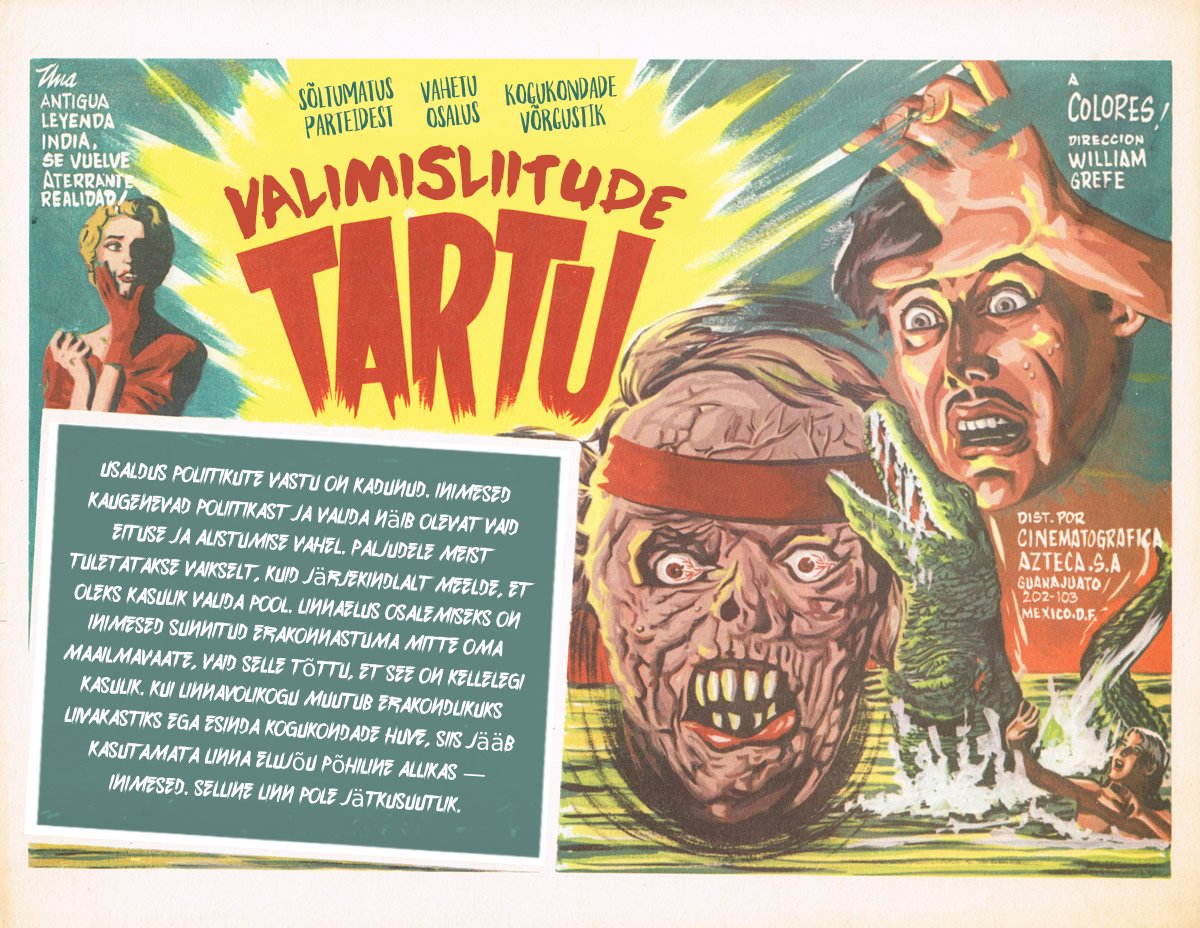 Una
ANTIGUA
LEYENDA
INDIA,
SE VUELVE
ATERRANTE
REALIDAD!
SÕLTUMATUS
PARTEIDEST
VAHETU
OSALUS
KOGUKONDADE
VÕRGUSTIK
VALIMISLIITUDE
TARTU
A
COLORES!
DIRECCION
WILLIAM
GREFE
USALDUS POLIITIKUTE VASTU ON KADUNUD. INIMESED
KAUGENEVAD POLIITIKAST JA VALIDA NÄIB OLEVAT VAID
EITUSE JA ALISTUMISE VAHEL. PALJUDELE MEIST
TULETATAKSE VAIKSELT, KUID JÄRJEKINDLALT MEELDE, ET
OLEKS KASULIK VALIDA POOL. LINNAELUS OSALEMISEKS ON
INIMESED SUNNITUD ERAKONNASTUMA MITTE OMA
MAAILMAVAATE, VAID SELLE TÕTTU, ET SEE ON KELLELEGI
KASULIK. KUI LINNAVOLIKOGU MUUTUB ERAKONDLIKUKS
LIIVAKASTIKS EGA ESINDA KOGUKONDADE HUVE, SIIS JÄÄB
KASUTAMATA LINNA ELUJÕU PÕHILINE ALLIKAS —
INIMESED. SELLINE LINN POLE JÄTKUSUUTLIK.
DIST. POR
CINEMATOGRAFICA
AZTECA.S.A
GUANAJUATO/
202-103
MEXICO.D.F.